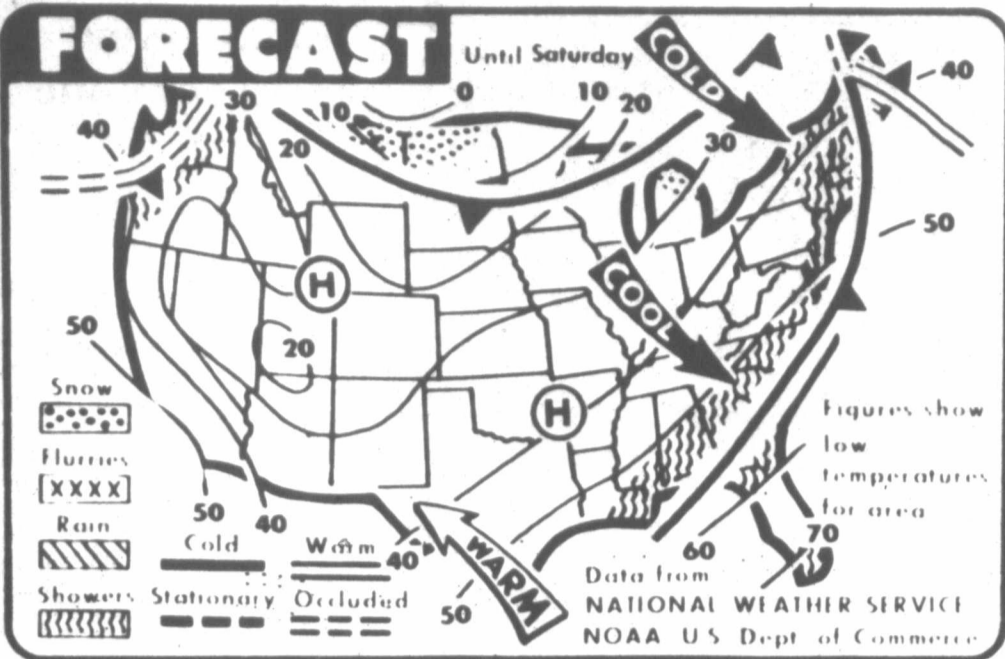 FORECAST
Until Saturday
COLD
0
10
20
10
30
40
20
30
40
50
H
COOL
50
20
H
Snow
Flurries
XXXX
Rain
Showers
50
40
Cold
Warm
Stationary
Occluded
40
50
WARM
60
70
Figures show
low
temperatures
for area
Data from
NATIONAL WEATHER SERVICE
NOAA US Dept of Commerce